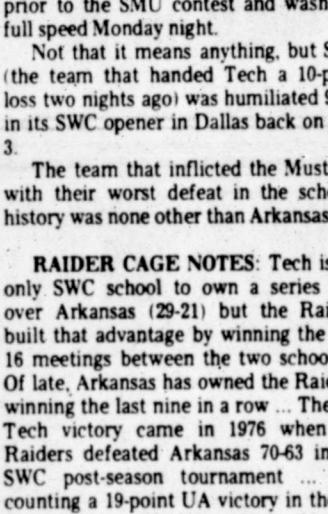 prior to the SMU contest and wash
full speed Monday night.
Not that it means anything, but S
(the team that handed Tech a 10-p
loss two nights ago) was humiliated 9
in its SWC opener in Dallas back on
3.
The team that inflicted the Must
with their worst defeat in the scho
history was none other than Arkansas
RAIDER CAGE NOTES: Tech is
only SWC school to own a series
over Arkansas (29-21) but the Rai
built that advantage by winning the
16 meetings between the two schoo
Of late, Arkansas has owned the Raid
winning the last nine in a row ... The
Tech victory came in 1976 when
Raiders defeated Arkansas 70-63 in
SWC post-season tournament ...
counting a 19-point UA victory in th